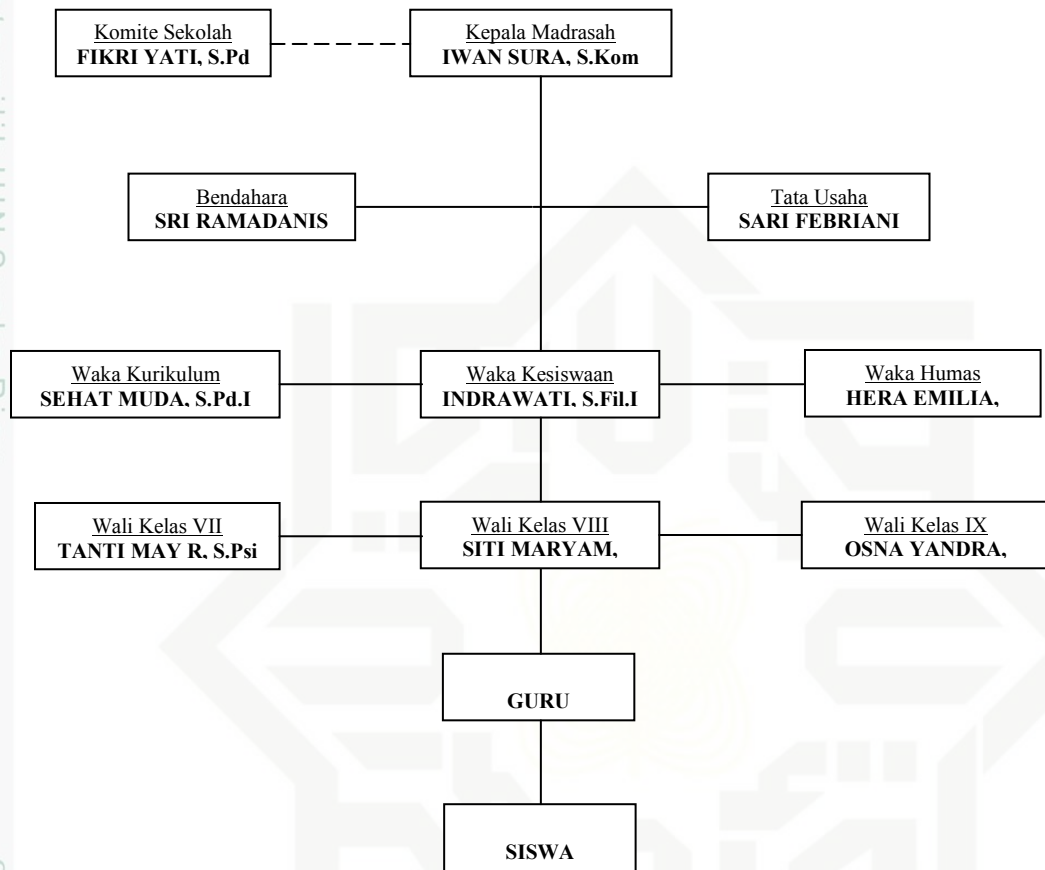 Komite Sekolah
FIKRI YATI, S.Pd
Kepala Madrasah
IWAN SURA, S.Kom
Bendahara
SRI RAMADANIS
Tata Usaha
SARI FEBRIANI
Waka Kurikulum
SEHAT MUDA, S.Pd.I
Waka Kesiswaan
INDRAWATI, S.Fil.I
Waka Humas
HERA EMILIA,
Wali Kelas VII
TANTI MAY R, S.Psi
Wali Kelas VIII
SITI MARYAM,
Wali Kelas IX
OSNA YANDRA,
GURU
SISWA